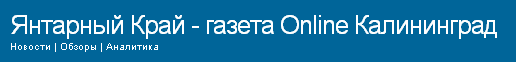 Янтарный Край - газета Online Калининград
Новости | Обзоры | Аналитика